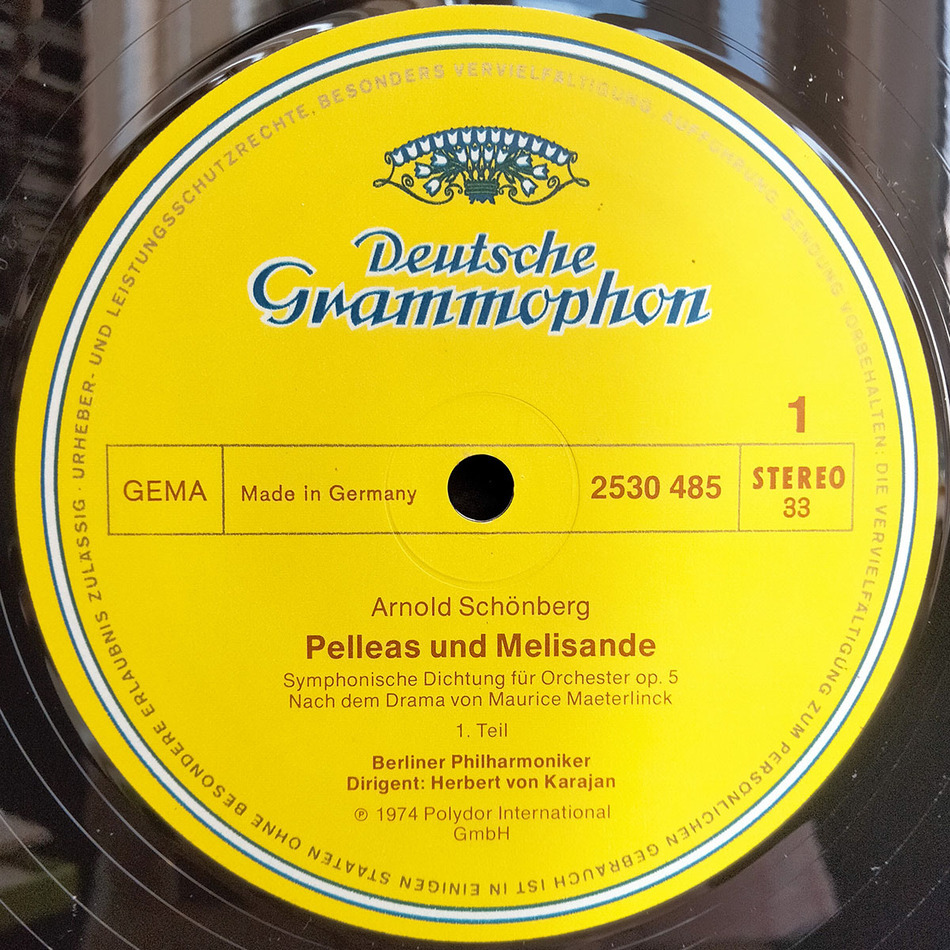 URHEBER- UND LEISTUNGSSCHUTZRECHTE, BESONDERS VERVIELFÄLTIGUNG, AUFFÜHRUNG, SENDUNG VORBEHALTEN: DIE VERVIELFÄLTIGUNG ZUM PERSÖNLICHEN GEBRAUCH IST IN EINIGEN STAATEN OHNE BESONDERE ERLAUBNIS ZULÄSSIG ·
Deutsche
Grammophon
1
GEMA
Made in Germany
2530 485
STEREO
33
Arnold Schönberg
Pelleas und Melisande
Symphonische Dichtung für Orchester op. 5
Nach dem Drama von Maurice Maeterlinck
1. Teil
Berliner Philharmoniker
Dirigent: Herbert von Karajan
℗ 1974 Polydor International
GmbH